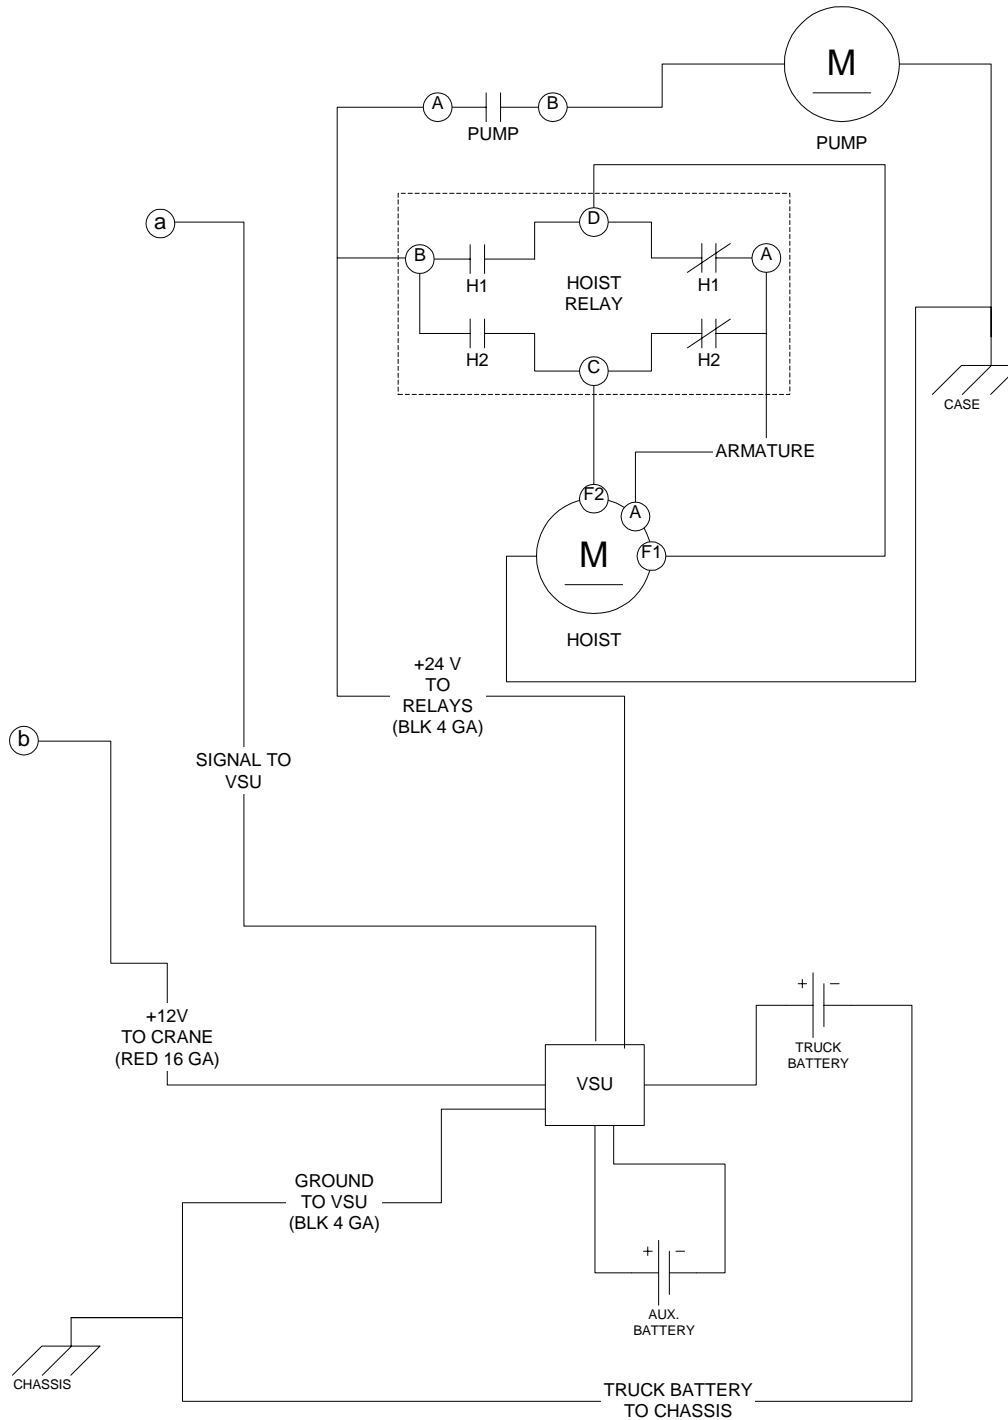 M
PUMP
A
B
PUMP
a
D
B
H1
HOIST
RELAY
H1
A
H2
H2
C
CASE
ARMATURE
F2
A
F1
M
HOIST
+24 V
TO
RELAYS
(BLK 4 GA)
b
SIGNAL TO
VSU
+ −
TRUCK
BATTERY
+12V
TO CRANE
(RED 16 GA)
VSU
GROUND
TO VSU
(BLK 4 GA)
+ −
AUX.
BATTERY
CHASSIS
TRUCK BATTERY
TO CHASSIS